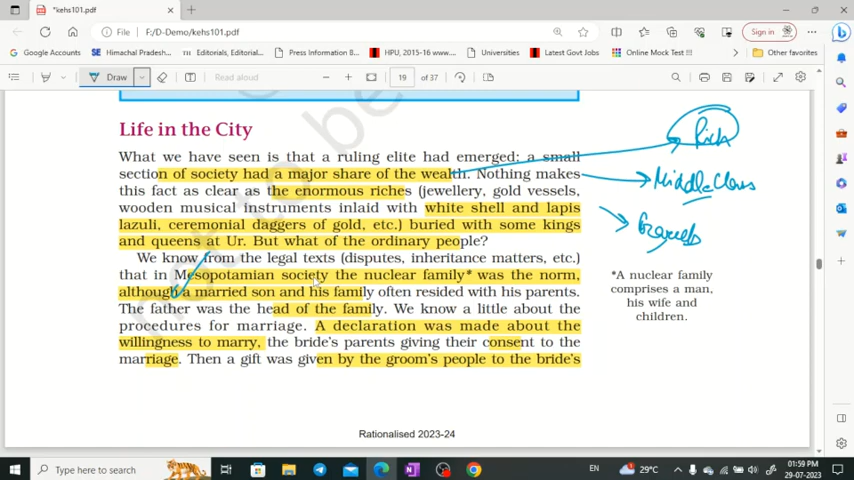 *kehs101.pdf
File F:/D-Demo/kehs101.pdf
Sign in
Google Accounts Himachal Pradesh... Editorials, Editorial... Press Information B... HPU, 2015-16 www.... Universities Latest Govt Jobs Online Mock Test !!! Other favorites
Draw Read aloud 19 of 37
Life in the City
What we have seen is that a ruling elite had emerged: a small
section of society had a major share of the wealth. Nothing makes
this fact as clear as the enormous riches (jewellery, gold vessels,
wooden musical instruments inlaid with white shell and lapis
lazuli, ceremonial daggers of gold, etc.) buried with some kings
and queens at Ur. But what of the ordinary people?
We know from the legal texts (disputes, inheritance matters, etc.)
that in Mesopotamian society the nuclear family* was the norm,
although a married son and his family often resided with his parents.
The father was the head of the family. We know a little about the
procedures for marriage. A declaration was made about the
willingness to marry, the bride's parents giving their consent to the
marriage. Then a gift was given by the groom's people to the bride's
Rich
Middle Class
*A nuclear family
comprises a man,
his wife and
children.
be
Rationalised 2023-24
Type here to search
EN
29°C
01:59 PM
29-07-2023